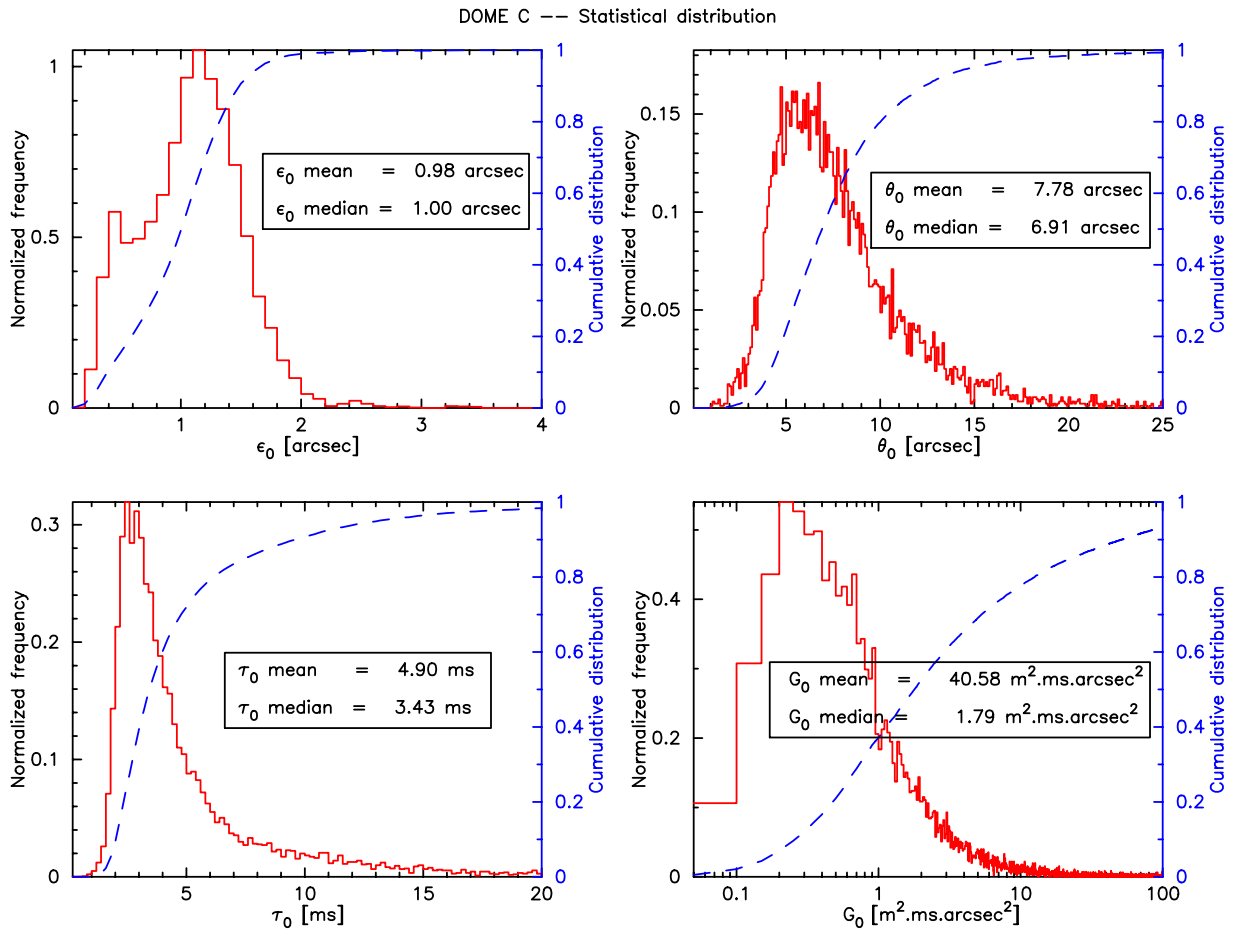 DOME C –– Statistical distribution
Normalized frequency
1
0.5
0
ϵ0 mean = 0.98 arcsec
ϵ0 median = 1.00 arcsec
1
0.8
0.6
0.4
0.2
0
Cumulative distribution
1 2 3 4
ϵ0 [arcsec]
Normalized frequency
0.15
0.1
0.05
0
θ0 mean = 7.78 arcsec
θ0 median = 6.91 arcsec
1
0.8
0.6
0.4
0.2
0
Cumulative distribution
5 10 15 20 25
θ0 [arcsec]
Normalized frequency
0.3
0.2
0.1
0
τ0 mean = 4.90 ms
τ0 median = 3.43 ms
1
0.8
0.6
0.4
0.2
0
Cumulative distribution
5 10 15 20
τ0 [ms]
Normalized frequency
0.4
0.2
0
G0 mean = 40.58 m².ms.arcsec²
G0 median = 1.79 m².ms.arcsec²
1
0.8
0.6
0.4
0.2
0
Cumulative distribution
0.1 1 10 100
G0 [m².ms.arcsec²]